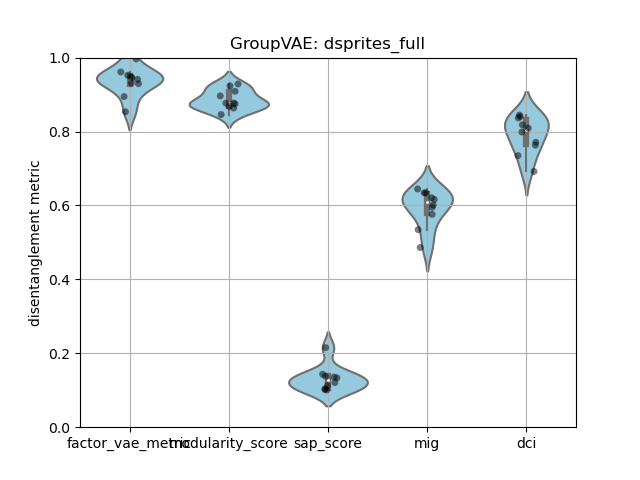 GroupVAE: dsprites_full
disentanglement metric
1.0
0.8
0.6
0.4
0.2
0.0
factor_vae_metric modularity_score sap_score mig dci